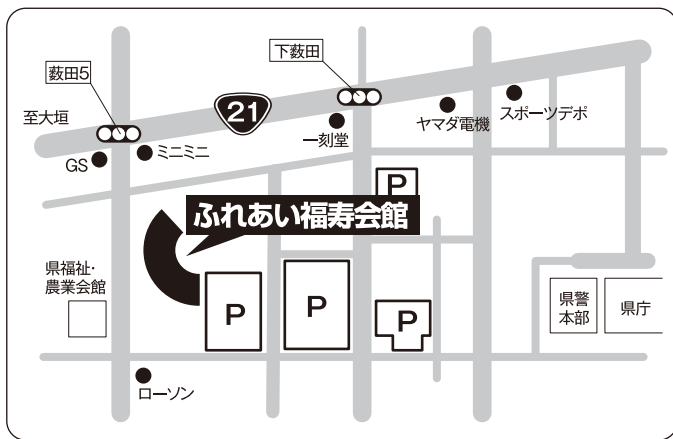 下薮田
薮田5
至大垣
21
スポーツデポ
ヤマダ電機
一刻堂
ミニミニ
GS
P
ふれあい福寿会館
県福祉・
農業会館
P
P
P
県警
本部
県庁
ローソン